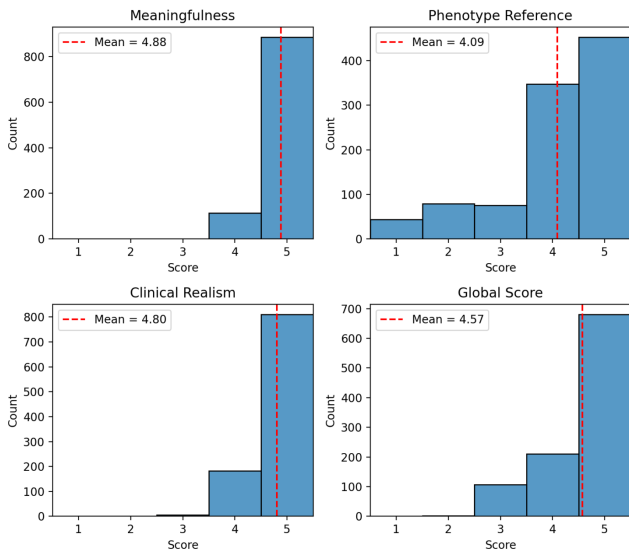 Meaningfulness
Mean = 4.88
Count
800
600
400
200
0
1 2 3 4 5
Score
Phenotype Reference
Mean = 4.09
Count
400
300
200
100
0
1 2 3 4 5
Score
Clinical Realism
Mean = 4.80
Count
800
700
600
500
400
300
200
100
0
1 2 3 4 5
Score
Global Score
Mean = 4.57
Count
700
600
500
400
300
200
100
0
1 2 3 4 5
Score